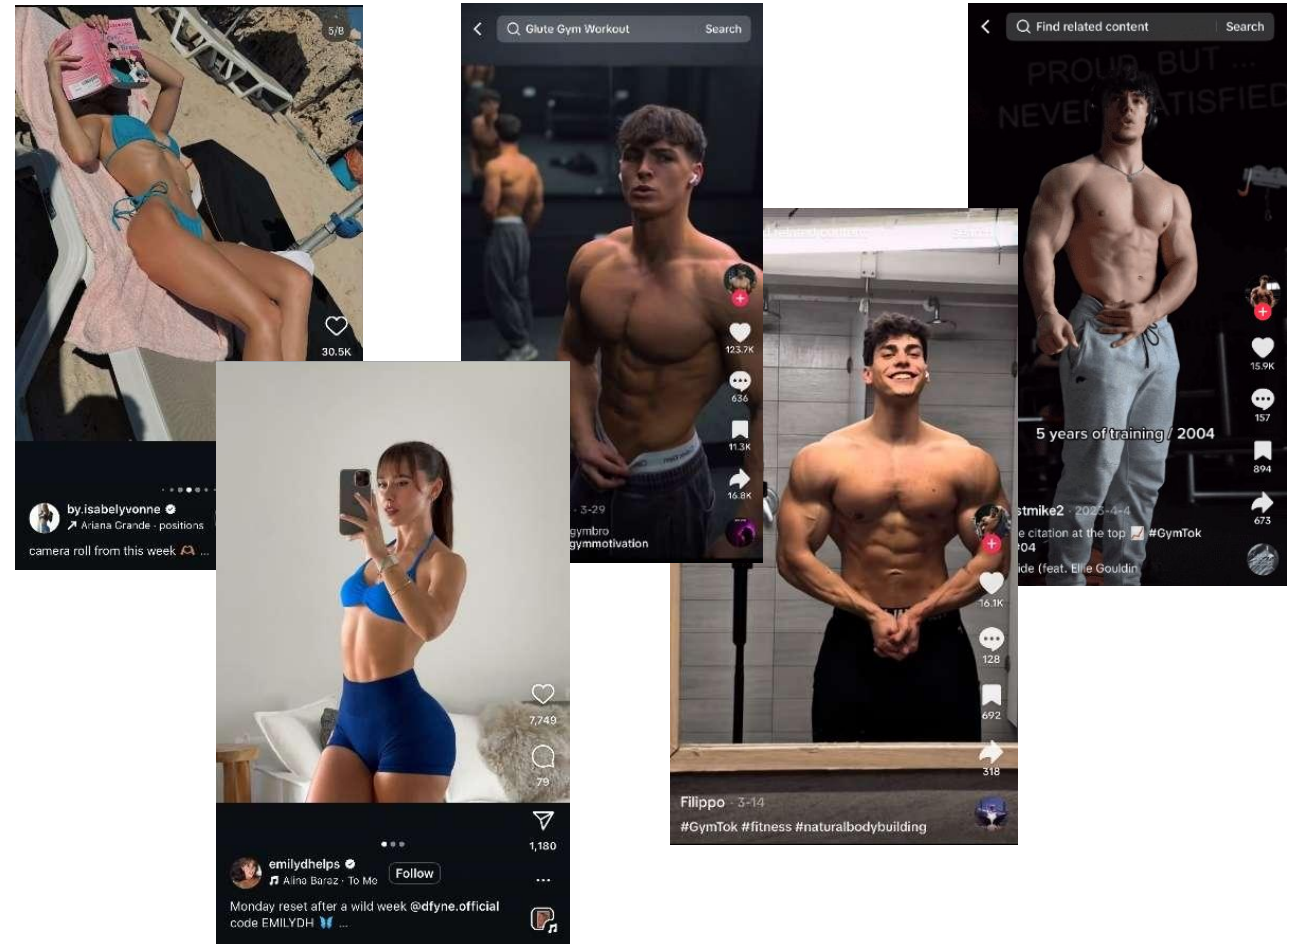 5/8
30.5K
by.isabelyvonne
Ariana Grande · positions
camera roll from this week 🫶🏽 ...
7,749
79
1,180
emilydhelps
Alina Baraz · To Me
Follow
Monday reset after a wild week @dfyne.official
code EMILYDH 🦋 ...
Glute Gym Workout
Search
123.7K
636
11.3K
16.8K
· 3-29
gymbro
gymmotivation
16.1K
128
692
318
Filippo · 3-14
#GymTok #fitness #naturalbodybuilding
Find related content
Search
PROUD, BUT ...
NEVER SATISFIED
15.9K
5 years of training / 2004
157
894
673
stmike2 · 2023-4-4
e citation at the top 📈 #GymTok
04
ide (feat. Ellie Gouldin